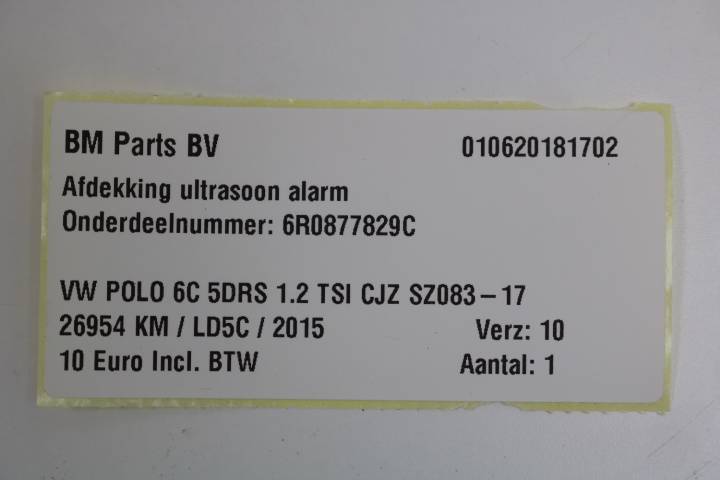 BM Parts BV 010620181702
Afdekking ultrasoon alarm
Onderdeelnummer: 6R0877829C
VW POLO 6C 5DRS 1.2 TSI CJZ SZ083-17
26954 KM / LD5C / 2015 Verz: 10
10 Euro Incl. BTW Aantal: 1